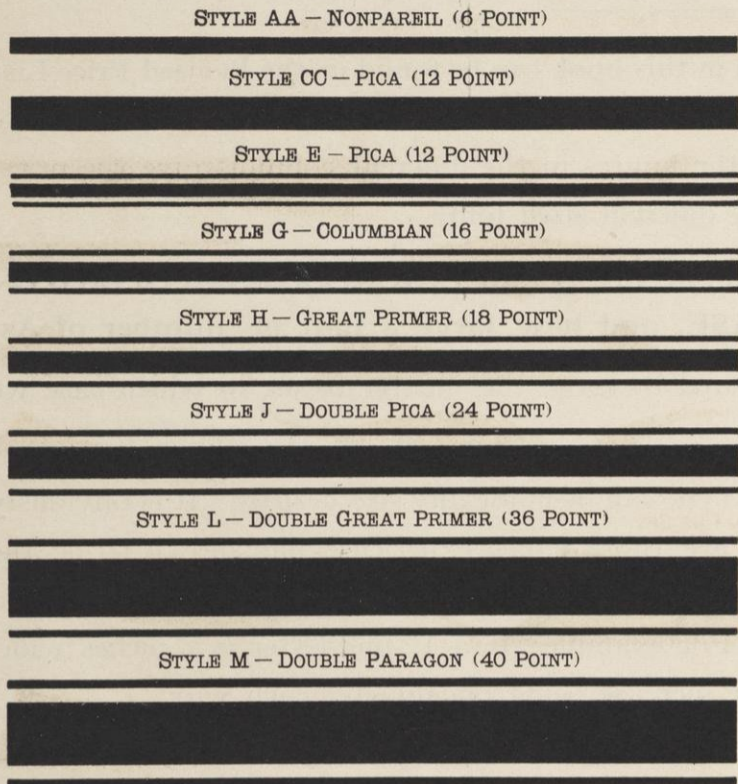 STYLE AA — NONPAREIL (6 POINT)
STYLE CC — PICA (12 POINT)
STYLE E — PICA (12 POINT)
STYLE G — COLUMBIAN (16 POINT)
STYLE H — GREAT PRIMER (18 POINT)
STYLE J — DOUBLE PICA (24 POINT)
STYLE L — DOUBLE GREAT PRIMER (36 POINT)
STYLE M — DOUBLE PARAGON (40 POINT)